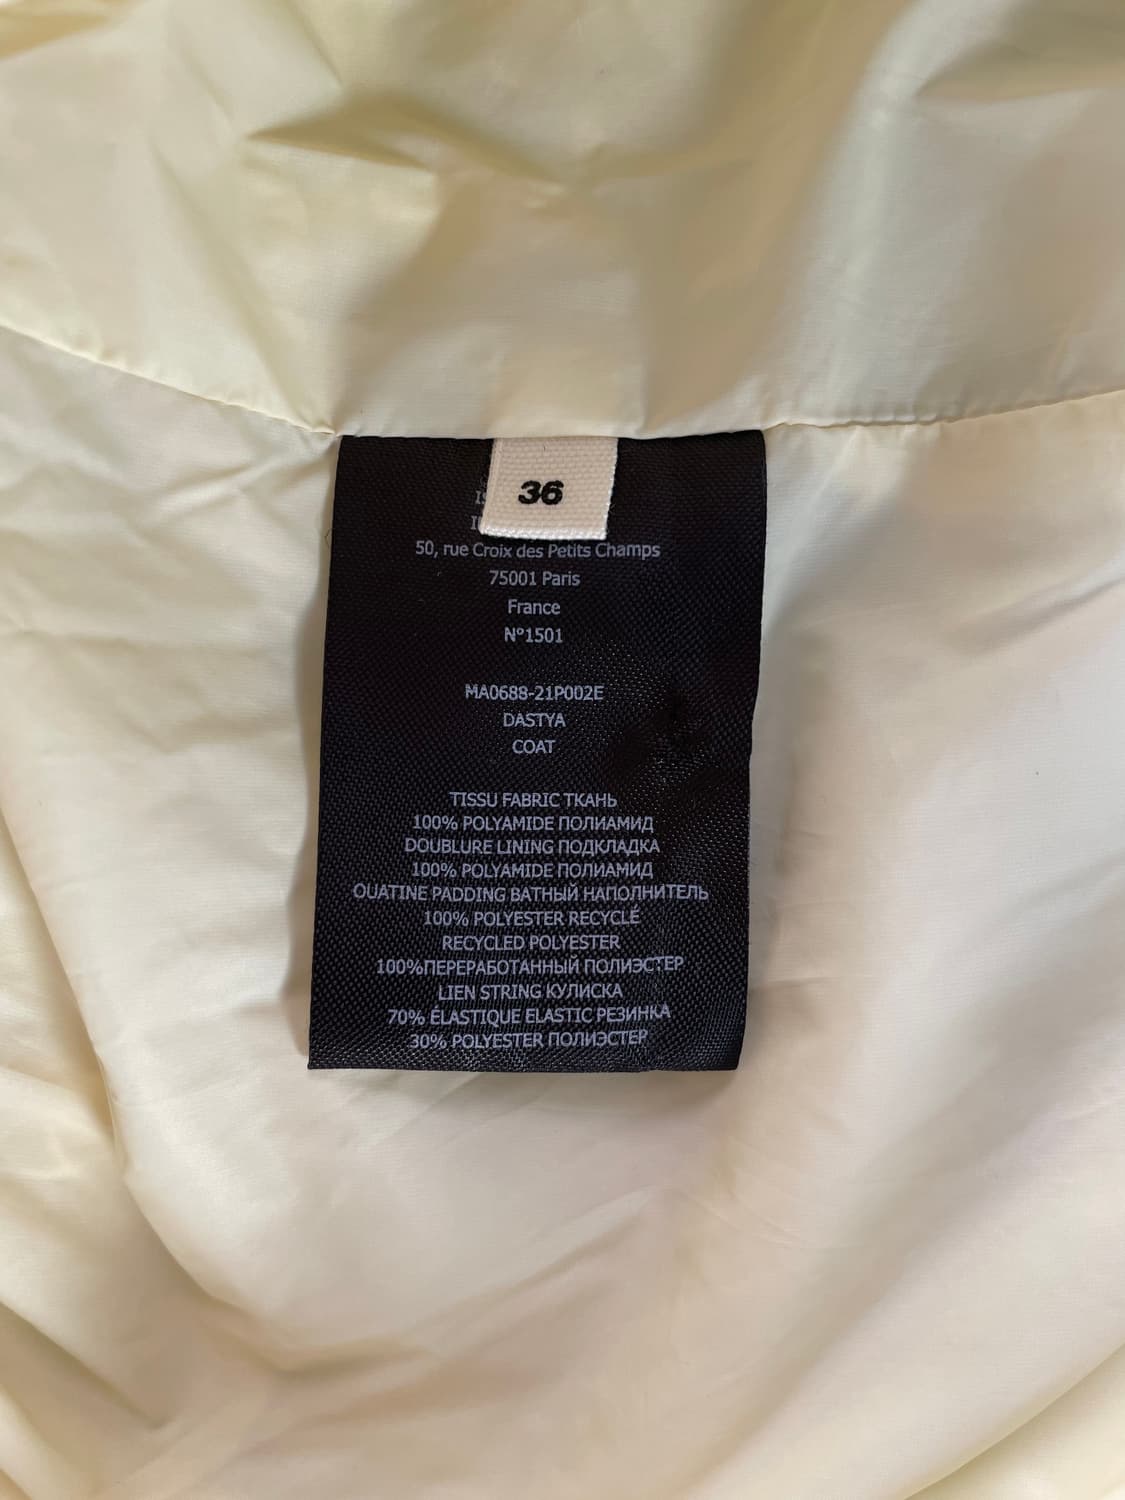 36
50, rue Croix des Petits Champs
75001 Paris
France
N°1501
MA0688-21P002E
DASTYA
COAT
TISSU FABRIC ТКАНЬ
100% POLYAMIDE ПОЛИАМИД
DOUBLURE LINING ПОДКЛАДКА
100% POLYAMIDE ПОЛИАМИД
OUATINE PADDING ВАТНЫЙ НАПОЛНИТЕЛЬ
100% POLYESTER RECYCLÉ
RECYCLED POLYESTER
100%ПЕРЕРАБОТАННЫЙ ПОЛИЭСТЕР
LIEN STRING КУЛИСКА
70% ÉLASTIQUE ELASTIC РЕЗИНКА
30% POLYESTER ПОЛИЭСТЕР